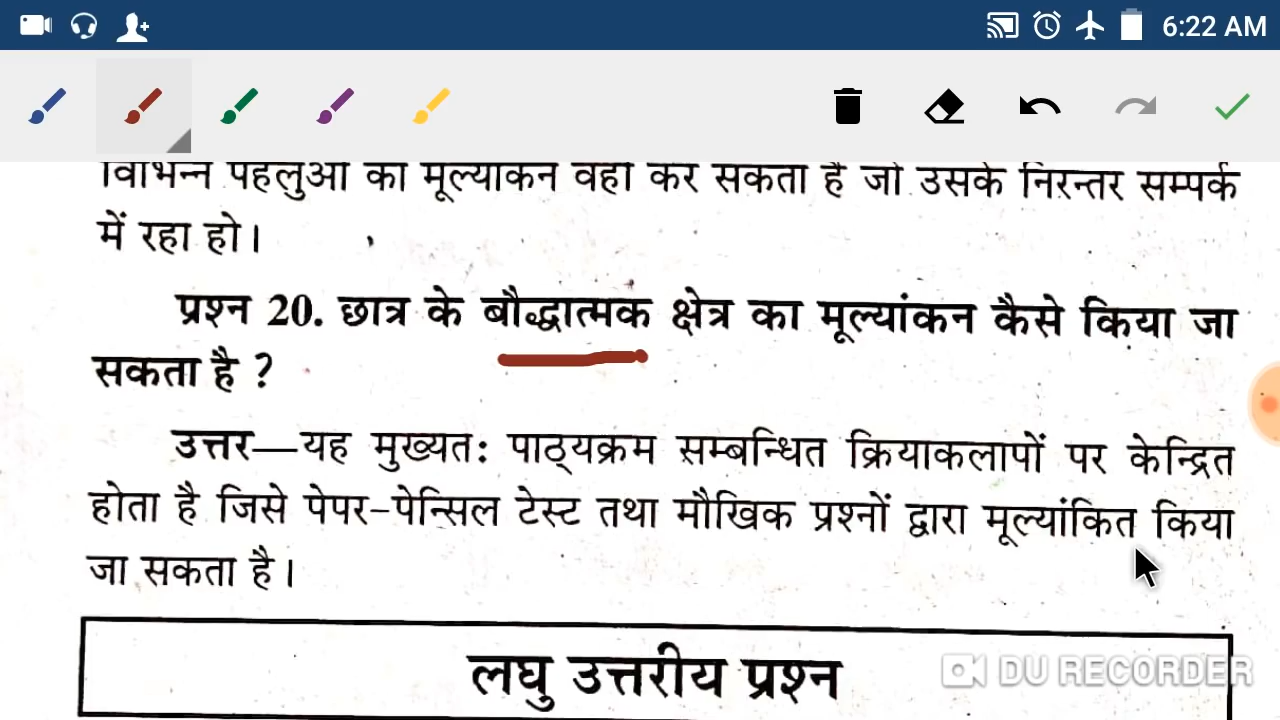 6:22 AM
विभिन्न पहलुओं का मूल्यांकन वही कर सकता है जो उसके निरन्तर सम्पर्क
में रहा हो।
प्रश्न 20. छात्र के बौद्धात्मक क्षेत्र का मूल्यांकन कैसे किया जा
सकता है ?
उत्तर—यह मुख्यतः पाठ्यक्रम सम्बन्धित क्रियाकलापों पर केन्द्रित
होता है जिसे पेपर-पेन्सिल टेस्ट तथा मौखिक प्रश्नों द्वारा मूल्यांकित किया
जा सकता है।
लघु उत्तरीय प्रश्न
DU RECORDER